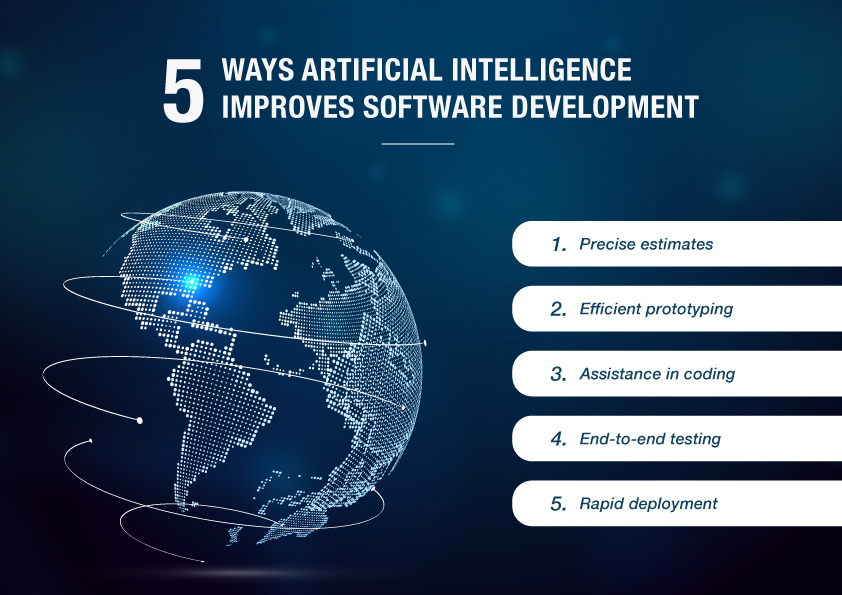 5 WAYS ARTIFICIAL INTELLIGENCE
IMPROVES SOFTWARE DEVELOPMENT
1. Precise estimates
2. Efficient prototyping
3. Assistance in coding
4. End-to-end testing
5. Rapid deployment